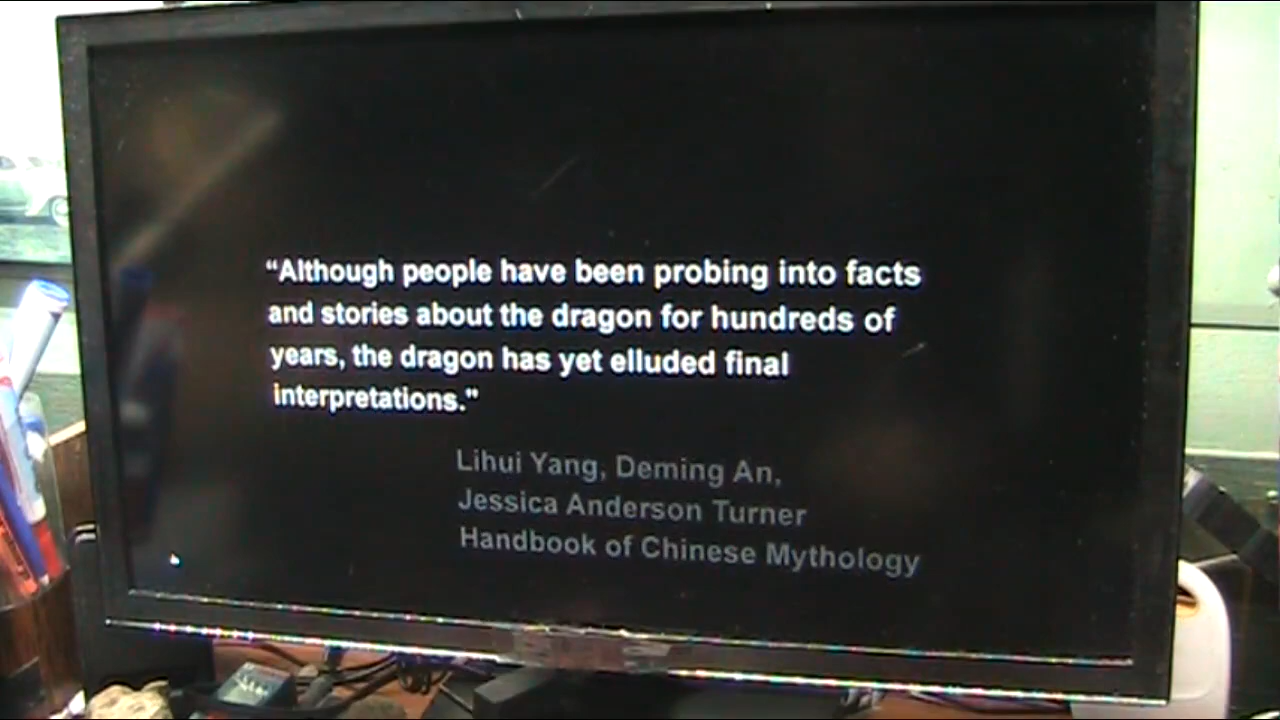 “Although people have been probing into facts
and stories about the dragon for hundreds of
years, the dragon has yet elluded final
interpretations.”
Lihui Yang, Deming An,
Jessica Anderson Turner
Handbook of Chinese Mythology